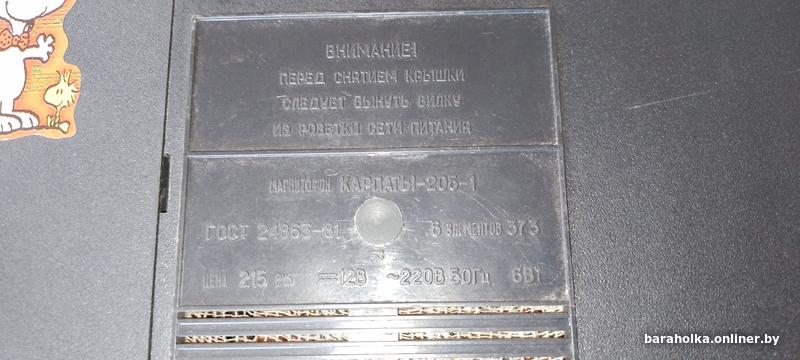 ВНИМАНИЕ!
ПЕРЕД СНЯТИЕМ КРЫШКИ
СЛЕДУЕТ ВЫНУТЬ ВИЛКУ
ИЗ РОЗЕТКИ СЕТИ ПИТАНИЯ
МАГНИТОФОН КАРПАТЫ-205-1
ГОСТ 24863-81 8 ЭЛЕМЕНТОВ 373
ЦЕНА 215 РУБ 12В ~220В 50Гц 6Вт
baraholka.onliner.by